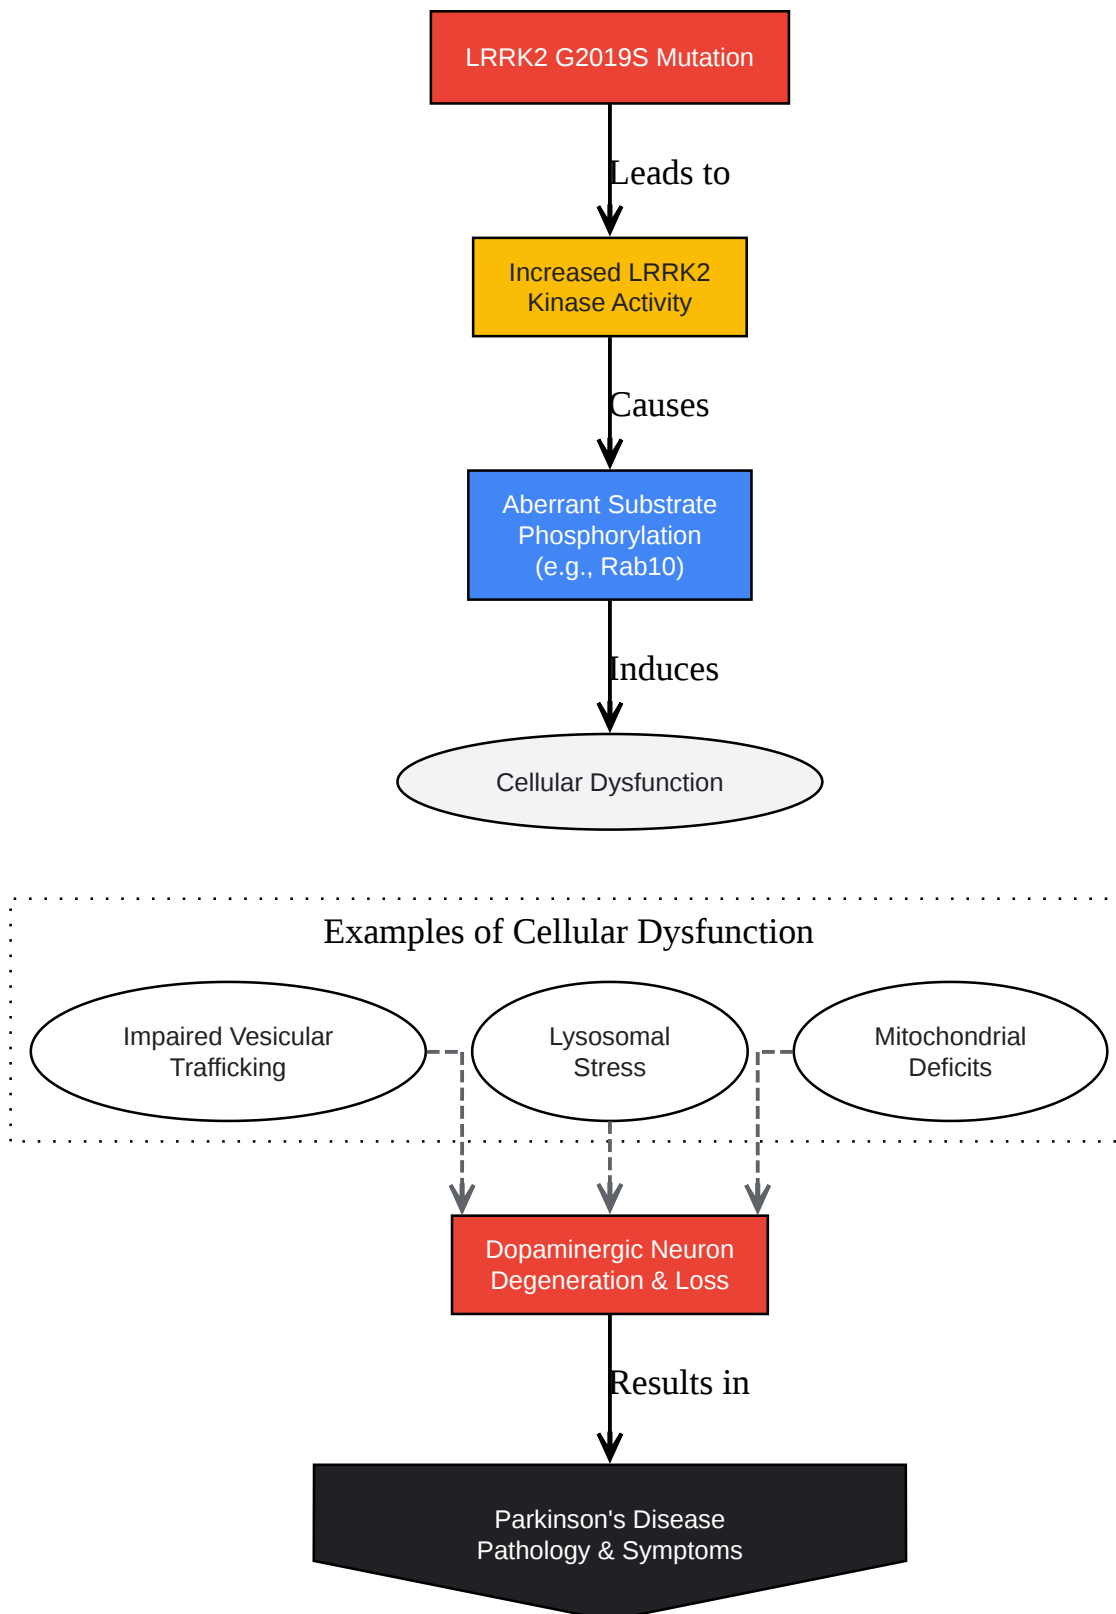 LRRK2 G2019S Mutation
Leads to
Increased LRRK2
Kinase Activity
Causes
Aberrant Substrate
Phosphorylation
(e.g., Rab10)
Induces
Cellular Dysfunction
Examples of Cellular Dysfunction
Impaired Vesicular
Trafficking
Lysosomal
Stress
Mitochondrial
Deficits
Dopaminergic Neuron
Degeneration & Loss
Results in
Parkinson's Disease
Pathology & Symptoms